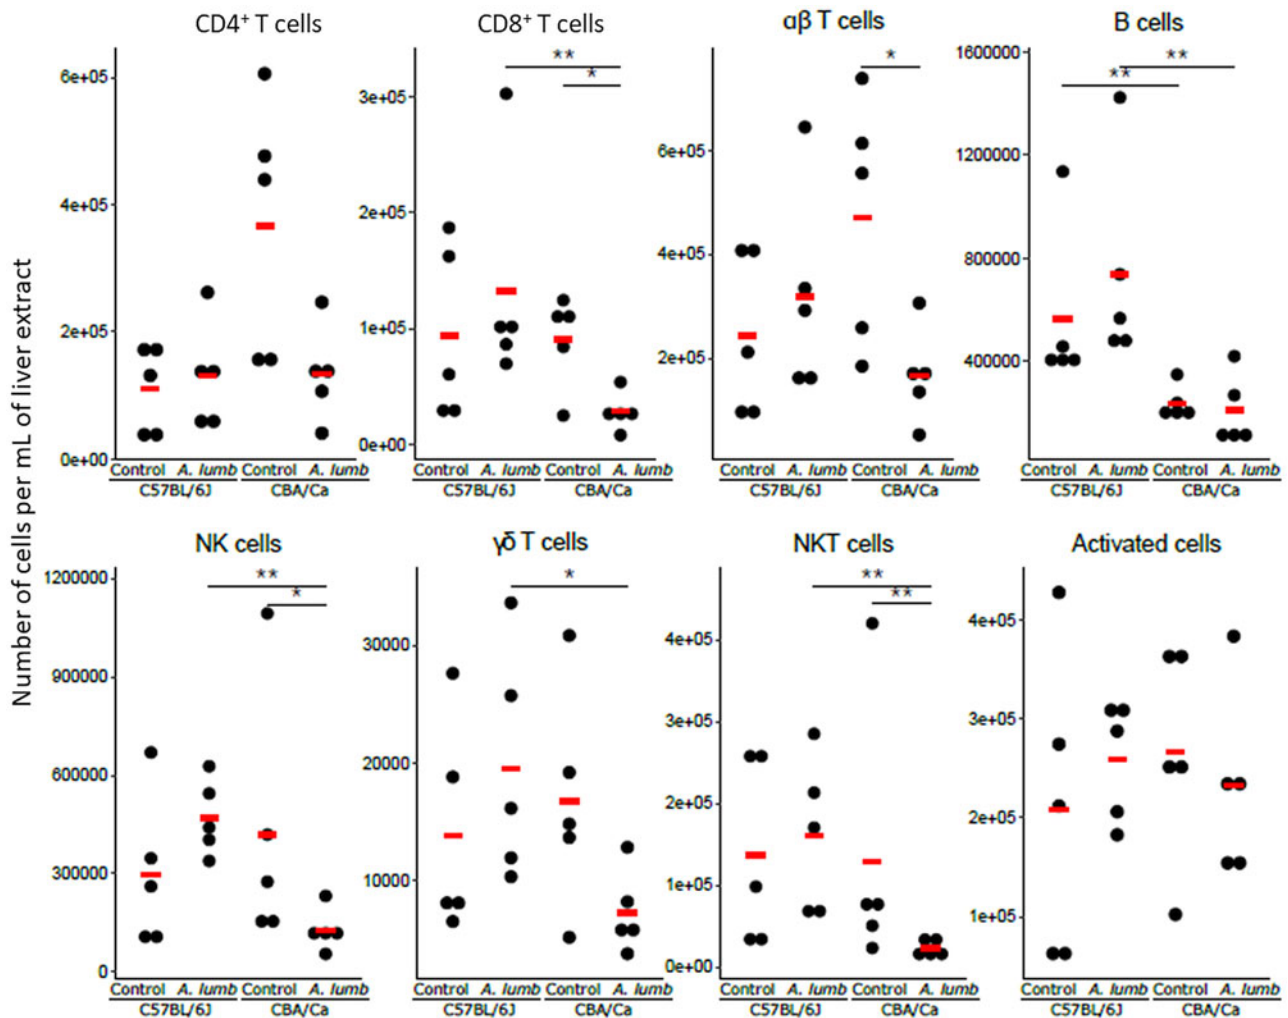 CD4⁺ T cells
CD8⁺ T cells
αβ T cells
B cells
Number of cells per mL of liver extract
6e+05
4e+05
2e+05
0e+00
Control A. lumb Control A. lumb
C57BL/6J CBA/Ca
**
*
3e+05
2e+05
1e+05
0e+00
Control A. lumb Control A. lumb
C57BL/6J CBA/Ca
*
6e+05
4e+05
2e+05
Control A. lumb Control A. lumb
C57BL/6J CBA/Ca
**
**
1600000
1200000
800000
400000
Control A. lumb Control A. lumb
C57BL/6J CBA/Ca
NK cells
γδ T cells
NKT cells
Activated cells
**
*
1200000
900000
600000
300000
0
Control A. lumb Control A. lumb
C57BL/6J CBA/Ca
*
30000
20000
10000
Control A. lumb Control A. lumb
C57BL/6J CBA/Ca
**
**
4e+05
3e+05
2e+05
1e+05
0e+00
Control A. lumb Control A. lumb
C57BL/6J CBA/Ca
4e+05
3e+05
2e+05
1e+05
Control A. lumb Control A. lumb
C57BL/6J CBA/Ca